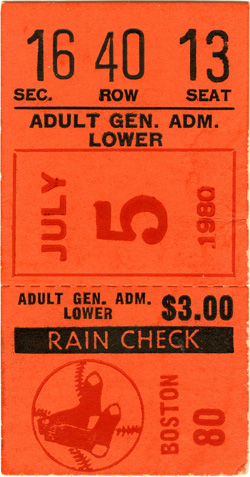 16 40 13
SEC. ROW SEAT
ADULT GEN. ADM.
LOWER
JULY 5 1980
ADULT GEN. ADM.
LOWER $3.00
RAIN CHECK
BOSTON 80